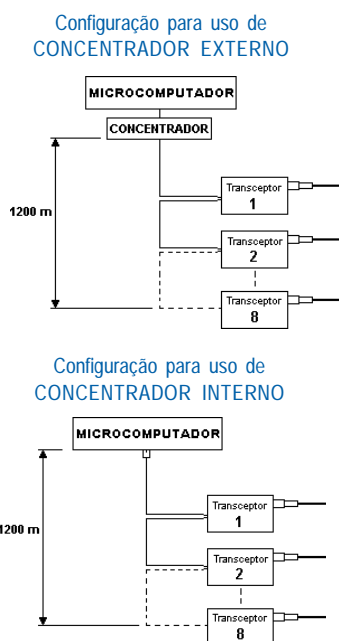 Configuração para uso de
CONCENTRADOR EXTERNO
MICROCOMPUTADOR
CONCENTRADOR
1200 m
Transceptor
1
Transceptor
2
Transceptor
8
Configuração para uso de
CONCENTRADOR INTERNO
MICROCOMPUTADOR
1200 m
Transceptor
1
Transceptor
2
Transceptor
8